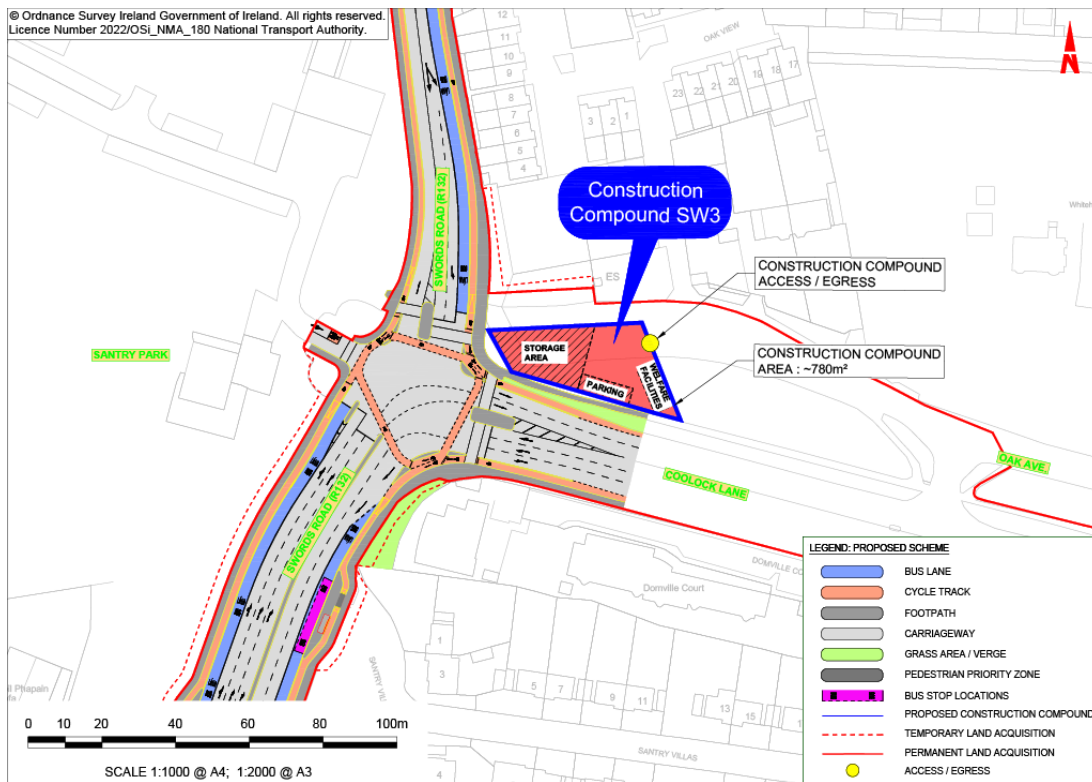 © Ordnance Survey Ireland Government of Ireland. All rights reserved.
Licence Number 2022/OSi_NMA_180 National Transport Authority.
N
OAK VIEW
12
11
10
9
8
7
6
5
4
3
2
1
23
22
21
20
19
18
17
Construction
Compound SW3
SWORDS ROAD (R132)
ES
CONSTRUCTION COMPOUND
ACCESS / EGRESS
STORAGE
AREA
PARKING
WELFARE
FACILITIES
CONSTRUCTION COMPOUND
AREA : ~780m²
SANTRY PARK
OAK AVE.
COOLOCK LANE
SWORDS ROAD (R132)
Domville Court
1
3
5
7
9
11
13
15
SANTRY VILLAS
4
2
0 10 20 40 60 80 100m
SCALE 1:1000 @ A4; 1:2000 @ A3
LEGEND: PROPOSED SCHEME
BUS LANE
CYCLE TRACK
FOOTPATH
CARRIAGEWAY
GRASS AREA / VERGE
PEDESTRIAN PRIORITY ZONE
BUS STOP LOCATIONS
PROPOSED CONSTRUCTION COMPOUND
TEMPORARY LAND ACQUISITION
PERMANENT LAND ACQUISITION
ACCESS / EGRESS